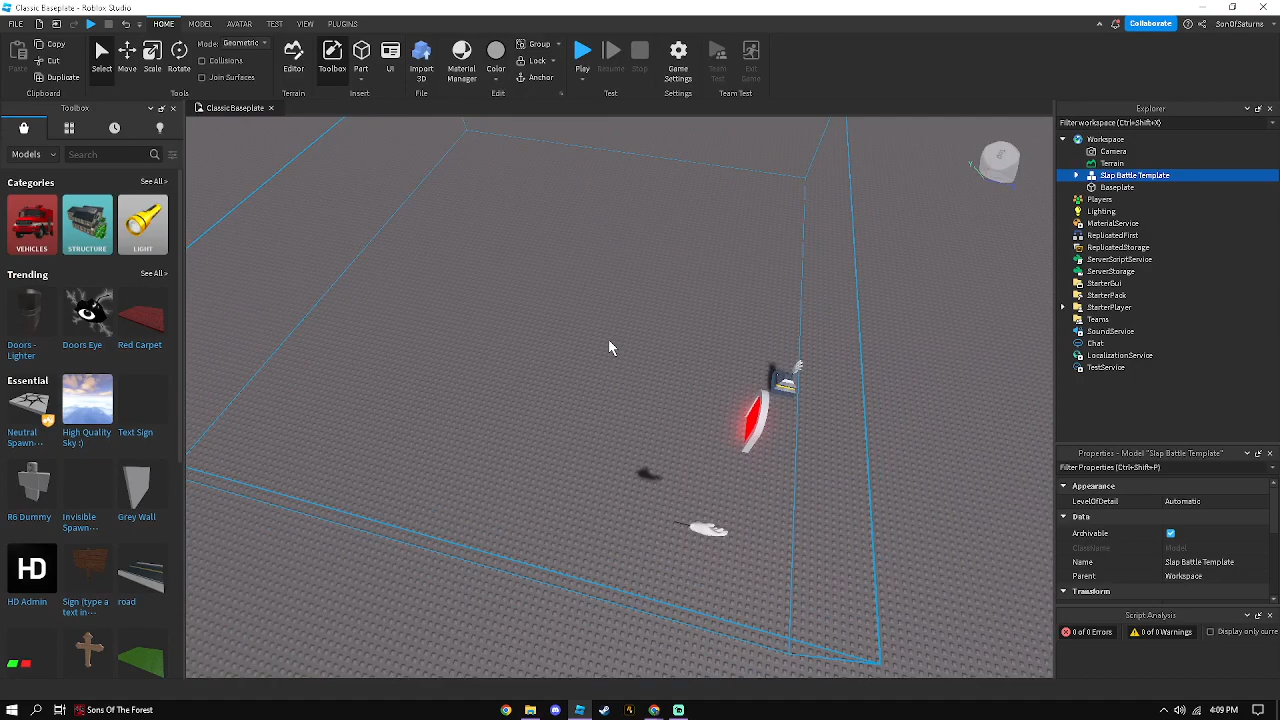 Classic Baseplate - Roblox Studio
FILE HOME MODEL AVATAR TEST VIEW PLUGINS Collaborate SonOfSaturns
Paste Copy Cut Duplicate Clipboard
Select Move Scale Rotate Mode: Geometric Collisions Join Surfaces Tools
Editor Terrain
Toolbox Part UI Insert
Import 3D File
Material Manager Color Group Lock Anchor Edit
Play Resume Stop Test
Game Settings Settings
Team Test Exit Game Team Test
Toolbox
Models Search
Categories See All >
VEHICLES STRUCTURE LIGHT
Trending See All >
Doors - Lighter Doors Eye Red Carpet
Essential See All >
Neutral Spawn··· High Quality Sky :) Text Sign
R6 Dummy Invisible Spawn··· Grey Wall
HD
HD Admin Sign (type a text in··· road
ClassicBaseplate
Explorer
Filter workspace (Ctrl+Shift+X)
Workspace
Camera
Terrain
Slap Battle Template
Baseplate
Players
Lighting
MaterialService
ReplicatedFirst
ReplicatedStorage
ServerScriptService
ServerStorage
StarterGui
StarterPack
StarterPlayer
Teams
SoundService
Chat
LocalizationService
TestService
Properties - Model "Slap Battle Template"
Filter Properties (Ctrl+Shift+P)
Appearance
LevelOfDetail Automatic
Data
Archivable
ClassName Model
Name Slap Battle Template
Parent Workspace
Transform
Script Analysis
0 of 0 Errors 0 of 0 Warnings Display only curre
Sons Of The Forest 4:09 PM